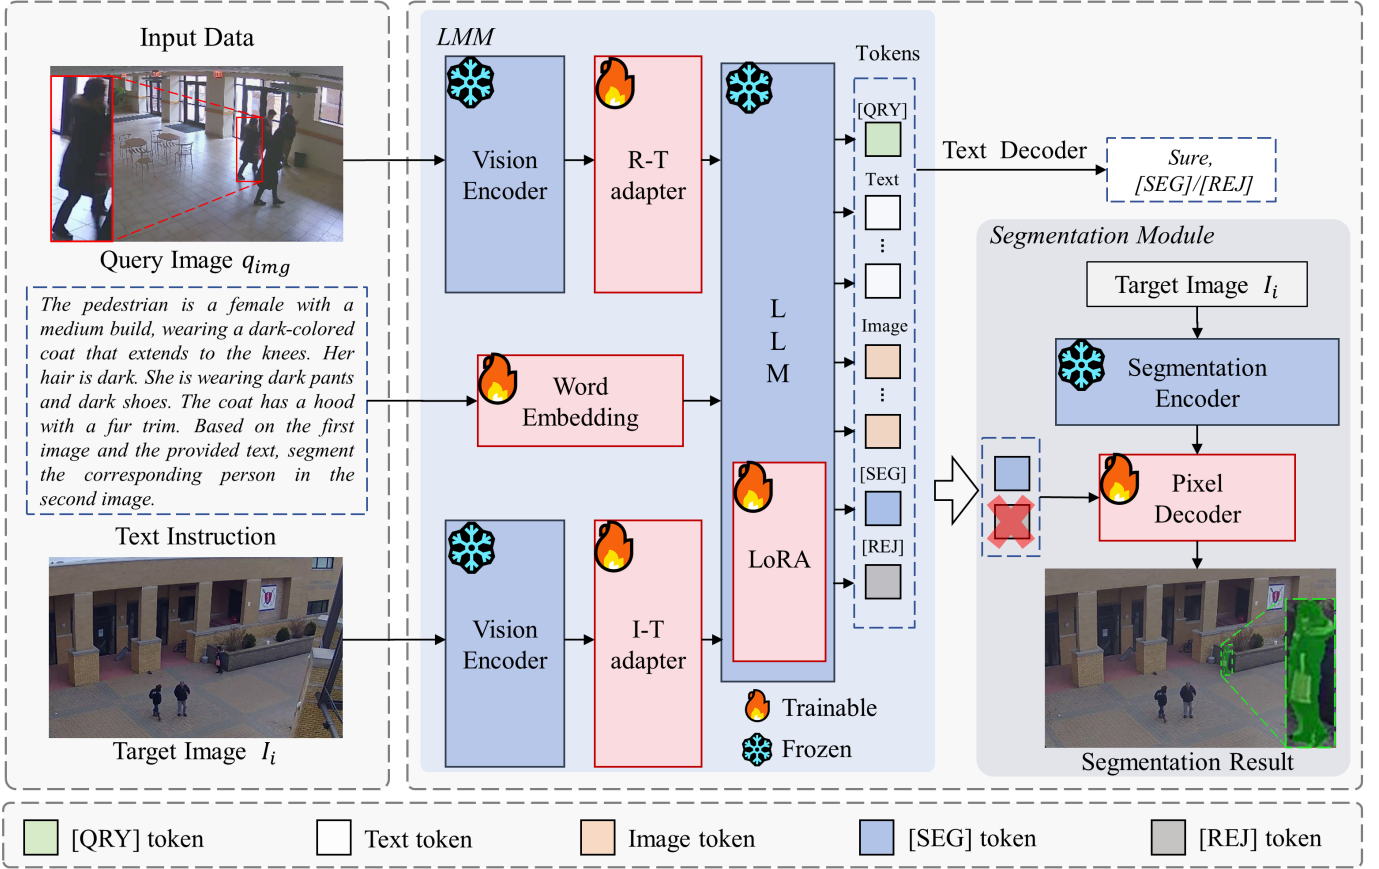 Input Data
Query Image q_img
The pedestrian is a female with a
medium build, wearing a dark-colored
coat that extends to the knees. Her
hair is dark. She is wearing dark pants
and dark shoes. The coat has a hood
with a fur trim. Based on the first
image and the provided text, segment
the corresponding person in the
second image.
Text Instruction
Target Image I_i
LMM
Vision
Encoder
R-T
adapter
Word
Embedding
Vision
Encoder
I-T
adapter
L
L
M
LoRA
Trainable
Frozen
Tokens
[QRY]
Text
⋮
Image
⋮
[SEG]
[REJ]
Text Decoder
Sure,
[SEG]/[REJ]
Segmentation Module
Target Image I_i
Segmentation
Encoder
Pixel
Decoder
Segmentation Result
[QRY] token
Text token
Image token
[SEG] token
[REJ] token